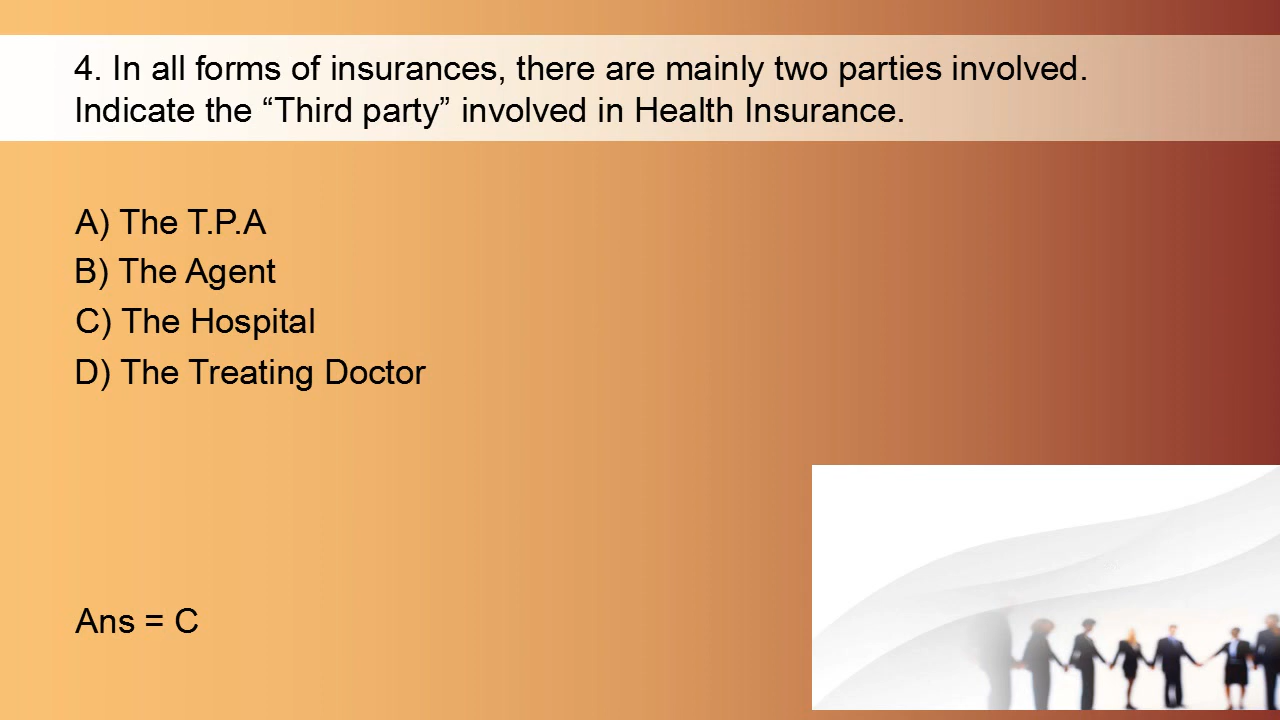 4. In all forms of insurances, there are mainly two parties involved.
Indicate the “Third party” involved in Health Insurance.
A) The T.P.A
B) The Agent
C) The Hospital
D) The Treating Doctor
Ans = C